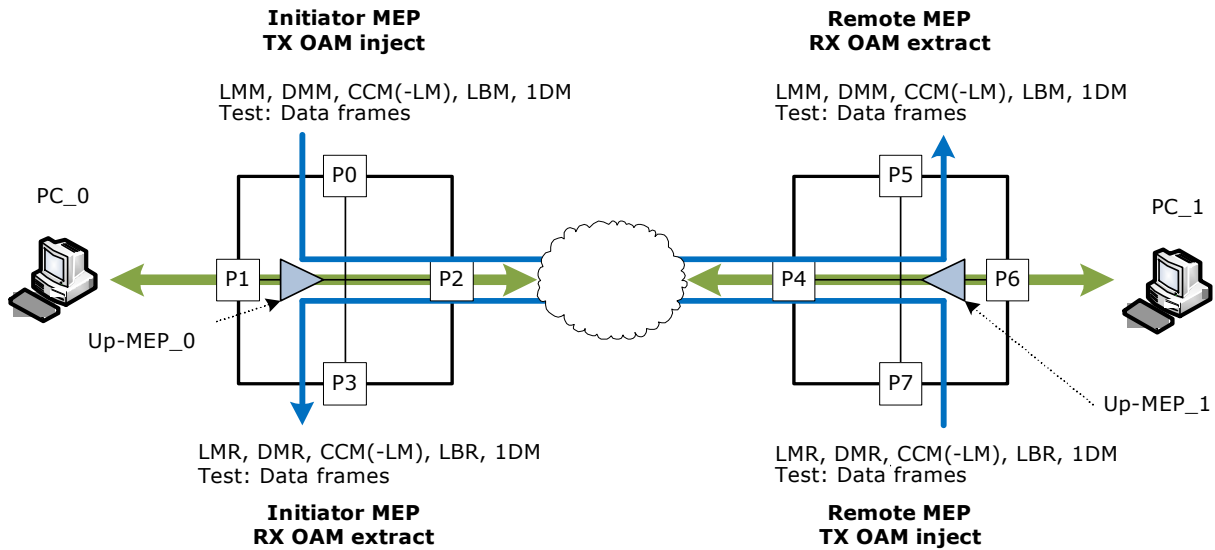 Initiator MEP
TX OAM inject
Remote MEP
RX OAM extract
LMM, DMM, CCM(-LM), LBM, 1DM
Test: Data frames
LMM, DMM, CCM(-LM), LBM, 1DM
Test: Data frames
PC_0
P0
P5
PC_1
P1
P2
P4
P6
Up-MEP_0
P3
P7
Up-MEP_1
LMR, DMR, CCM(-LM), LBR, 1DM
Test: Data frames
LMR, DMR, CCM(-LM), LBR, 1DM
Test: Data frames
Initiator MEP
RX OAM extract
Remote MEP
TX OAM inject